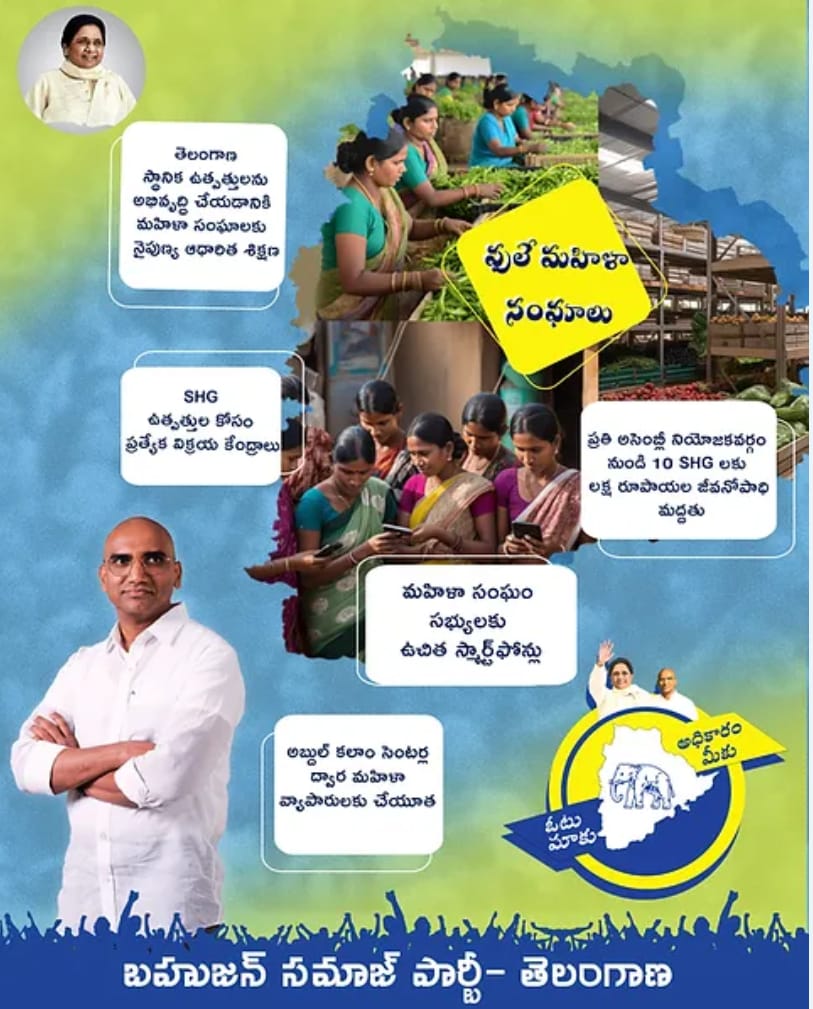 తెలంగాణ
స్థానిక ఉత్పత్తులను
అభివృద్ధి చేయడానికి
మహిళా సంఘాలకు
నైపుణ్య ఆధారిత శిక్షణ
ఫులే మహిళా
సంఘాలు
SHG
ఉత్పత్తుల కోసం
ప్రత్యేక విక్రయ కేంద్రాలు
ప్రతి అసెంబ్లీ నియోజకవర్గం
నుండి 10 SHG లకు
లక్ష రూపాయల జీవనోపాధి
మద్దతు
మహిళా సంఘం
సభ్యులకు
ఉచిత స్మార్ట్‌ఫోన్లు
అబ్దుల్ కలాం సెంటర్ల
ద్వార మహిళా
వ్యాపారులకు చేయూత
అధికారం
మీకు
ఓటు
మాకు
బహుజన్ సమాజ్ పార్టీ- తెలంగాణ